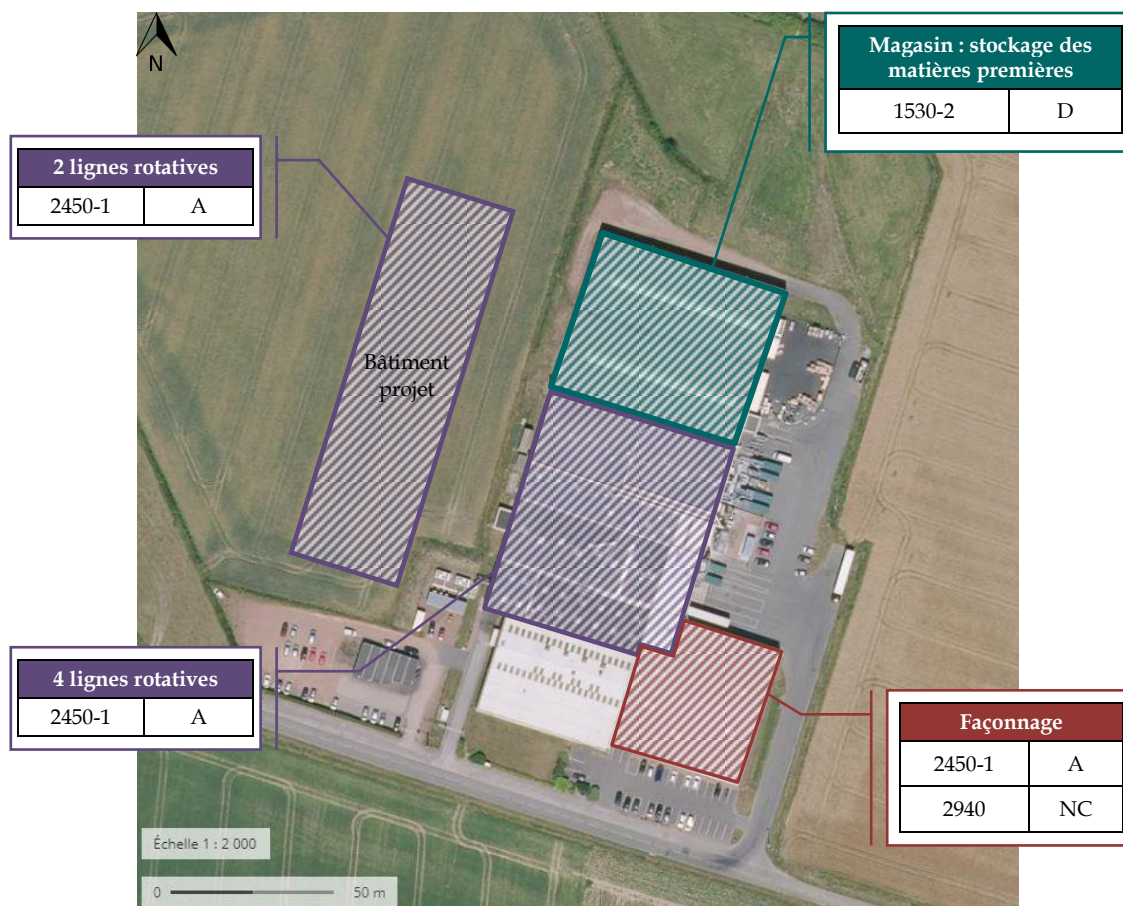 N
Magasin : stockage des
matières premières
1530-2 D
2 lignes rotatives
2450-1 A
Bâtiment
projet
4 lignes rotatives
2450-1 A
Façonnage
2450-1 A
2940 NC
Échelle 1 : 2 000
0 50 m